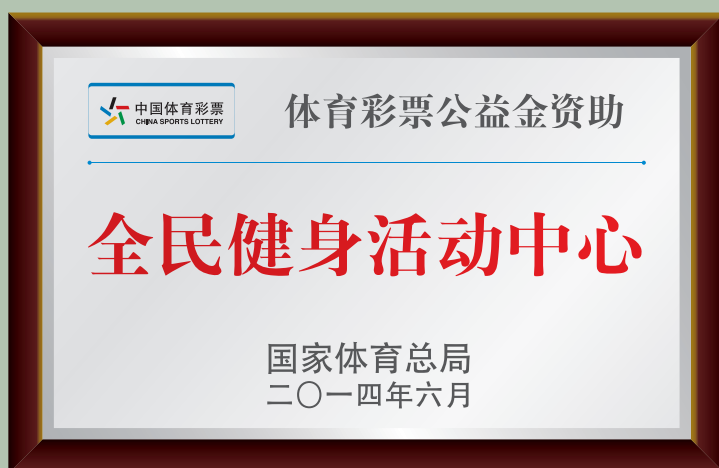 中国体育彩票
CHINA SPORTS LOTTERY
体育彩票公益金资助
全民健身活动中心
国家体育总局
二〇一四年六月